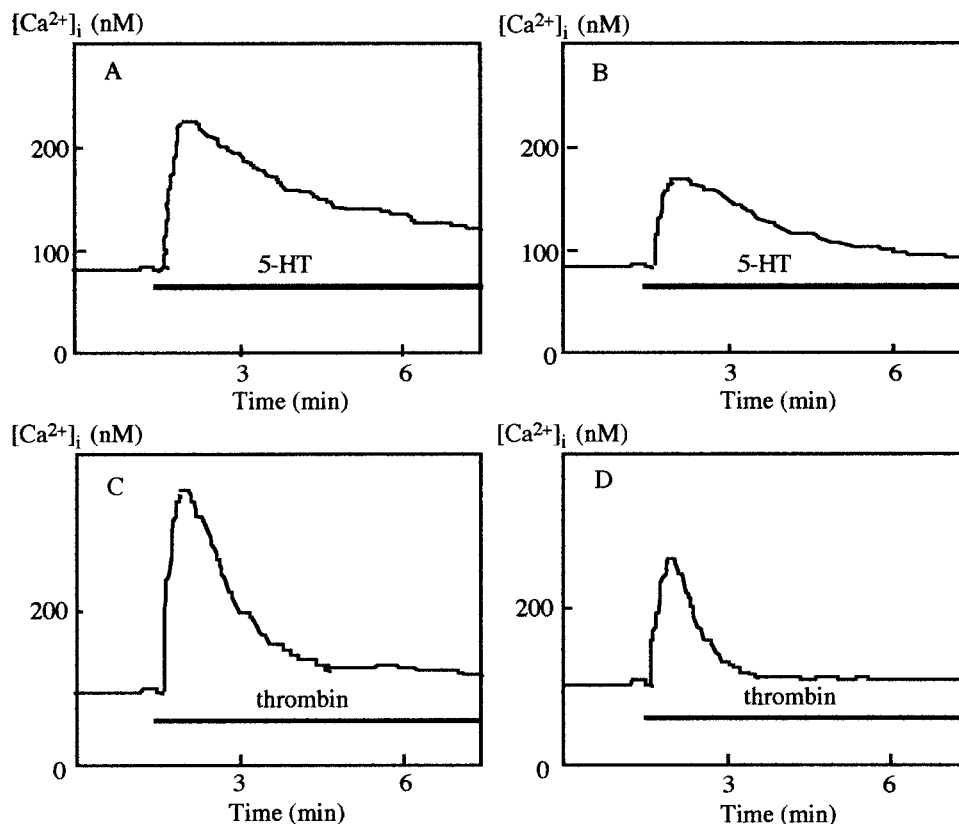 [Ca²⁺]ᵢ (nM)
A
200
100
0
5-HT
3
6
Time (min)
[Ca²⁺]ᵢ (nM)
B
200
100
0
5-HT
3
6
Time (min)
[Ca²⁺]ᵢ (nM)
C
200
0
thrombin
3
6
Time (min)
[Ca²⁺]ᵢ (nM)
D
200
0
thrombin
3
6
Time (min)